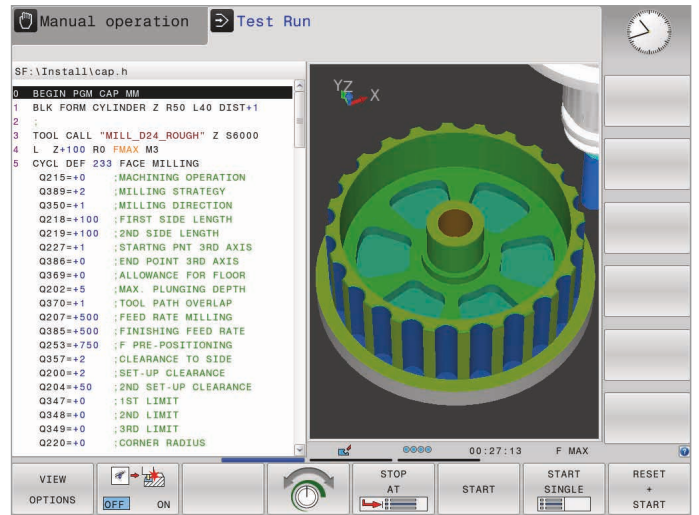 Manual operation
Test Run
SF:\Install\cap.h
0 BEGIN PGM CAP MM
1 BLK FORM CYLINDER Z R50 L40 DIST+1
2 ;
3 TOOL CALL "MILL_D24_ROUGH" Z S6000
4 L Z+100 R0 FMAX M3
5 CYCL DEF 233 FACE MILLING
Q215=+0 ;MACHINING OPERATION
Q389=+2 ;MILLING STRATEGY
Q350=+1 ;MILLING DIRECTION
Q218=+100 ;FIRST SIDE LENGTH
Q219=+100 ;2ND SIDE LENGTH
Q227=+1 ;STARTNG PNT 3RD AXIS
Q386=+0 ;END POINT 3RD AXIS
Q369=+0 ;ALLOWANCE FOR FLOOR
Q202=+5 ;MAX. PLUNGING DEPTH
Q370=+1 ;TOOL PATH OVERLAP
Q207=+500 ;FEED RATE MILLING
Q385=+500 ;FINISHING FEED RATE
Q253=+750 ;F PRE-POSITIONING
Q357=+2 ;CLEARANCE TO SIDE
Q200=+2 ;SET-UP CLEARANCE
Q204=+50 ;2ND SET-UP CLEARANCE
Q347=+0 ;1ST LIMIT
Q348=+0 ;2ND LIMIT
Q349=+0 ;3RD LIMIT
Q220=+0 ;CORNER RADIUS
YZ X
00:27:13 F MAX
VIEW
OPTIONS
OFF ON
STOP
AT
START
START
SINGLE
RESET
+
START